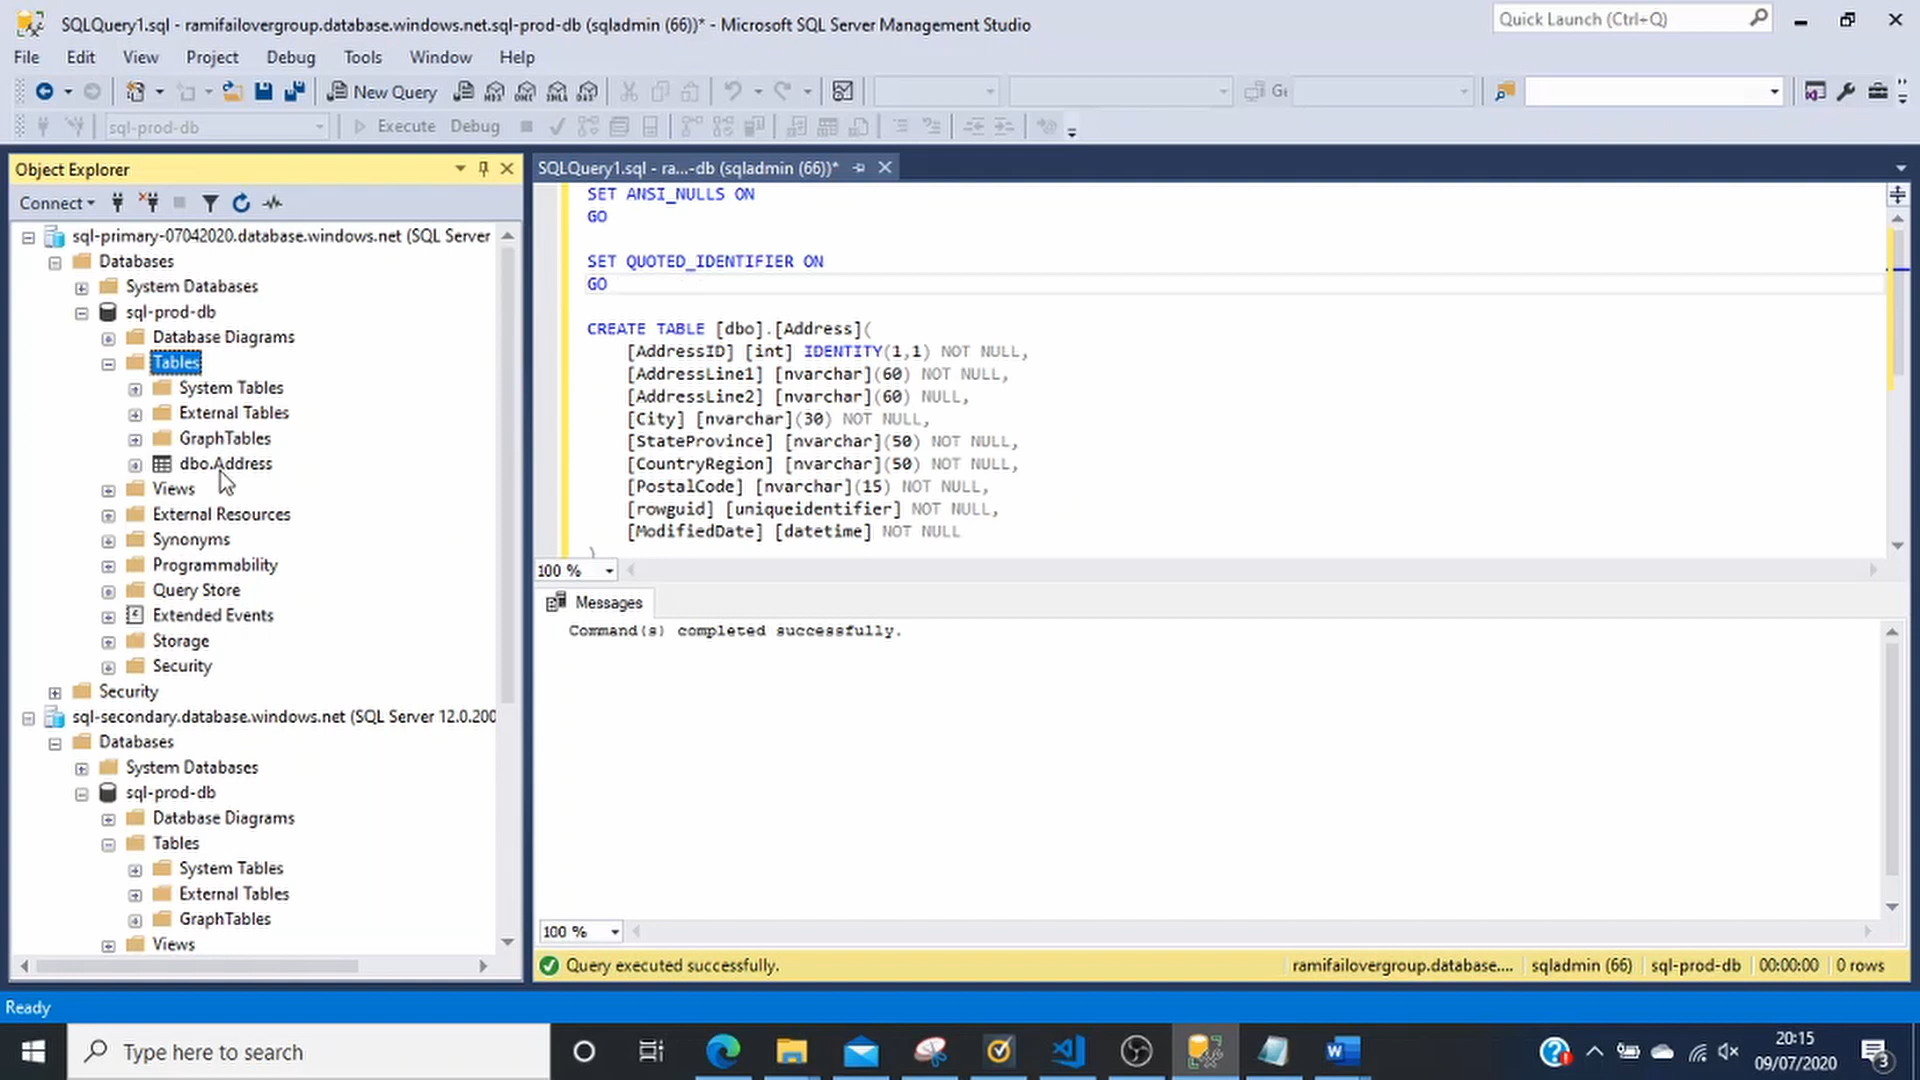 SQLQuery1.sql - ramifailovergroup.database.windows.net.sql-prod-db (sqladmin (66))* - Microsoft SQL Server Management Studio
Quick Launch (Ctrl+Q)
File Edit View Project Debug Tools Window Help
New Query
sql-prod-db
Execute Debug
Object Explorer
Connect
sql-primary-07042020.database.windows.net (SQL Server
Databases
System Databases
sql-prod-db
Database Diagrams
Tables
System Tables
External Tables
GraphTables
dbo.Address
Views
External Resources
Synonyms
Programmability
Query Store
Extended Events
Storage
Security
Security
sql-secondary.database.windows.net (SQL Server 12.0.200
Databases
System Databases
sql-prod-db
Database Diagrams
Tables
System Tables
External Tables
GraphTables
Views
SQLQuery1.sql - ra...-db (sqladmin (66))*
SET ANSI_NULLS ON
GO
SET QUOTED_IDENTIFIER ON
GO
CREATE TABLE [dbo].[Address](
[AddressID] [int] IDENTITY(1,1) NOT NULL,
[AddressLine1] [nvarchar](60) NOT NULL,
[AddressLine2] [nvarchar](60) NULL,
[City] [nvarchar](30) NOT NULL,
[StateProvince] [nvarchar](50) NOT NULL,
[CountryRegion] [nvarchar](50) NOT NULL,
[PostalCode] [nvarchar](15) NOT NULL,
[rowguid] [uniqueidentifier] NOT NULL,
[ModifiedDate] [datetime] NOT NULL
)
100 %
Messages
Command(s) completed successfully.
100 %
Query executed successfully.
ramifailovergroup.database.... sqladmin (66) sql-prod-db 00:00:00 0 rows
Ready
Type here to search
20:15
09/07/2020
3